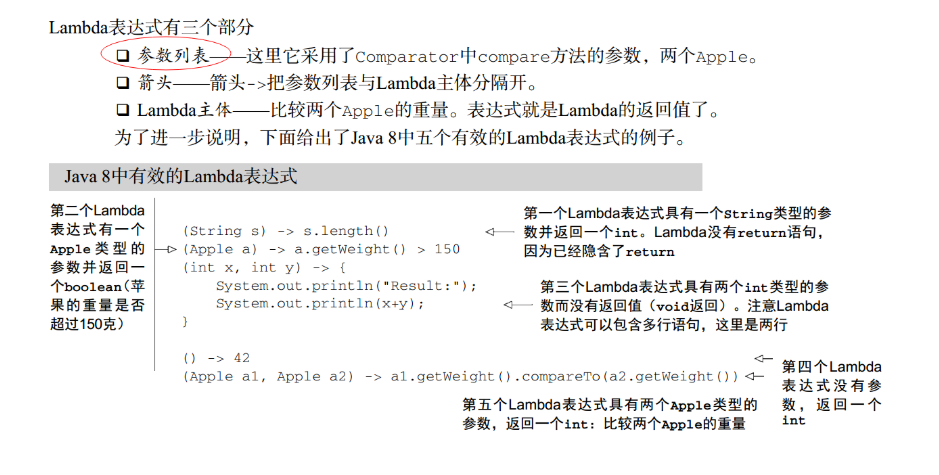 Lambda表达式有三个部分
❑ 参数列表——这里它采用了Comparator中compare方法的参数，两个Apple。
❑ 箭头——箭头->把参数列表与Lambda主体分隔开。
❑ Lambda主体——比较两个Apple的重量。表达式就是Lambda的返回值了。
为了进一步说明，下面给出了Java 8中五个有效的Lambda表达式的例子。
Java 8中有效的Lambda表达式
第二个Lambda
表达式有一个
Apple类型的
参数并返回一
个boolean（苹
果的重量是否
超过150克）
(String s) -> s.length()
(Apple a) -> a.getWeight() > 150
(int x, int y) -> {
System.out.println("Result:");
System.out.println(x+y);
}
() -> 42
(Apple a1, Apple a2) -> a1.getWeight().compareTo(a2.getWeight())
第一个Lambda表达式具有一个String类型的参
数并返回一个int。Lambda没有return语句，
因为已经隐含了return
第三个Lambda表达式具有两个int类型的参
数而没有返回值（void返回）。注意Lambda
表达式可以包含多行语句，这里是两行
第四个Lambda
表达式没有参
数，返回一个
int
第五个Lambda表达式具有两个Apple类型的
参数，返回一个int：比较两个Apple的重量